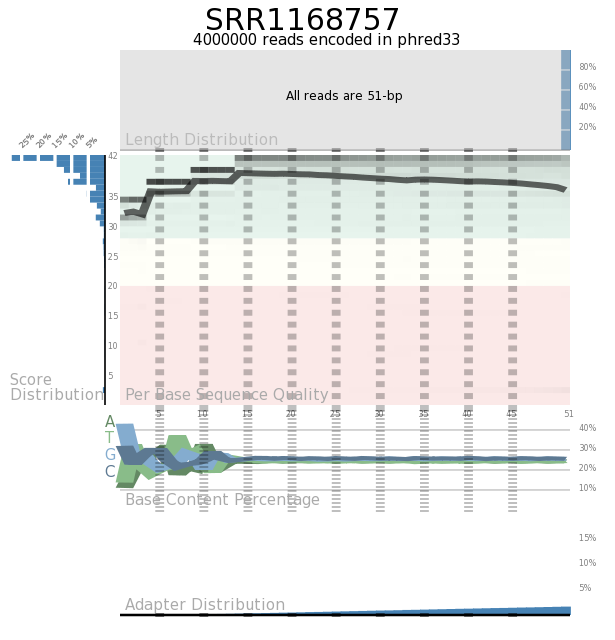 SRR1168757
4000000 reads encoded in phred33
All reads are 51-bp
80%
60%
40%
20%
Length Distribution
25% 20% 15% 10% 5%
42
35
30
25
20
15
10
5
Score
Distribution
Per Base Sequence Quality
5 10 15 20 25 30 35 40 45 51
A
T
G
C
40%
30%
20%
10%
Base Content Percentage
15%
10%
5%
Adapter Distribution